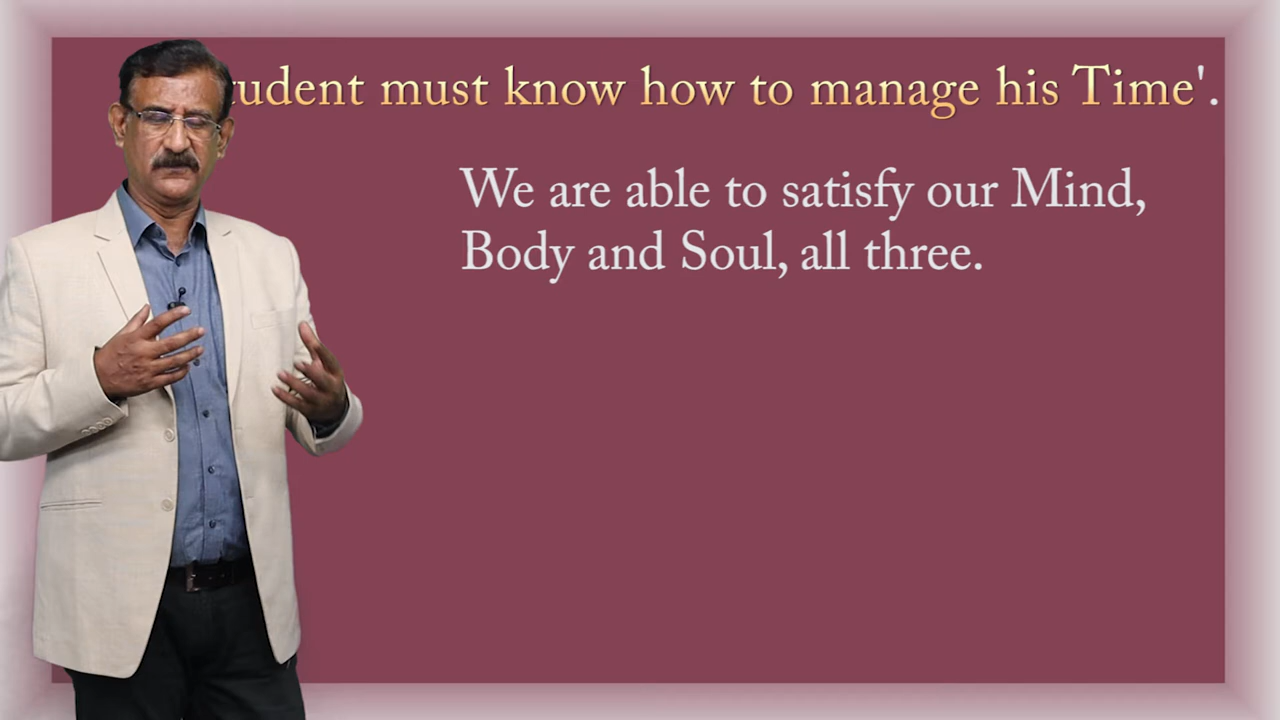 tudent must know how to manage his Time'.
We are able to satisfy our Mind,
Body and Soul, all three.